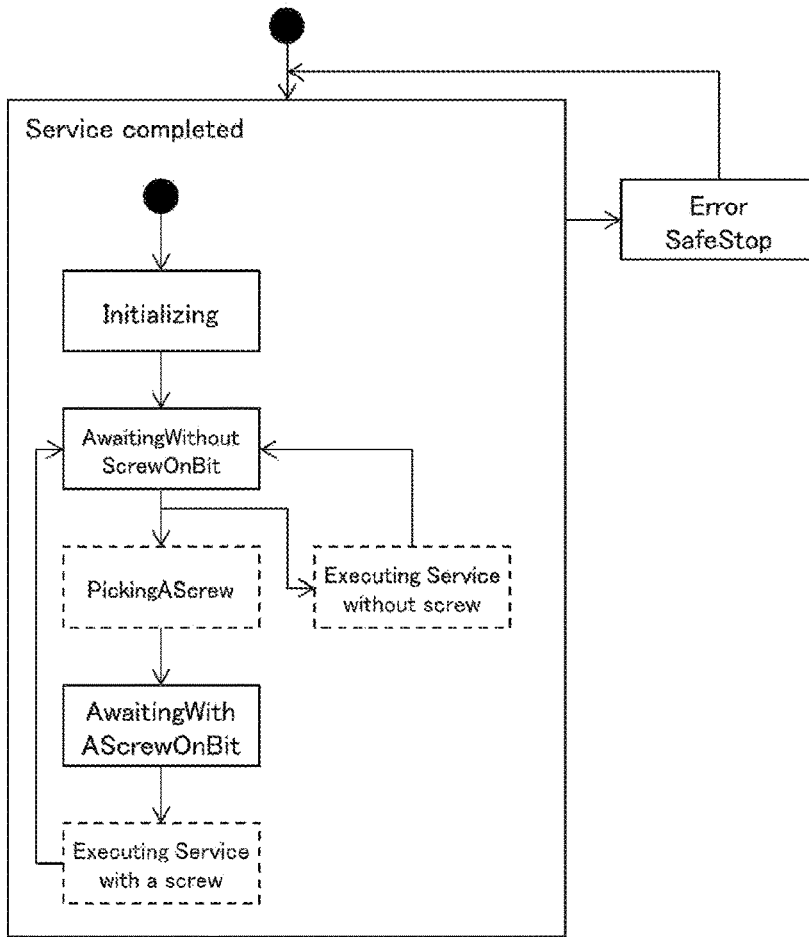 Service completed
Error
SafeStop
Initializing
AwaitingWithout
ScrewOnBit
PickingAScrew
Executing Service
without screw
AwaitingWith
AScrewOnBit
Executing Service
with a screw